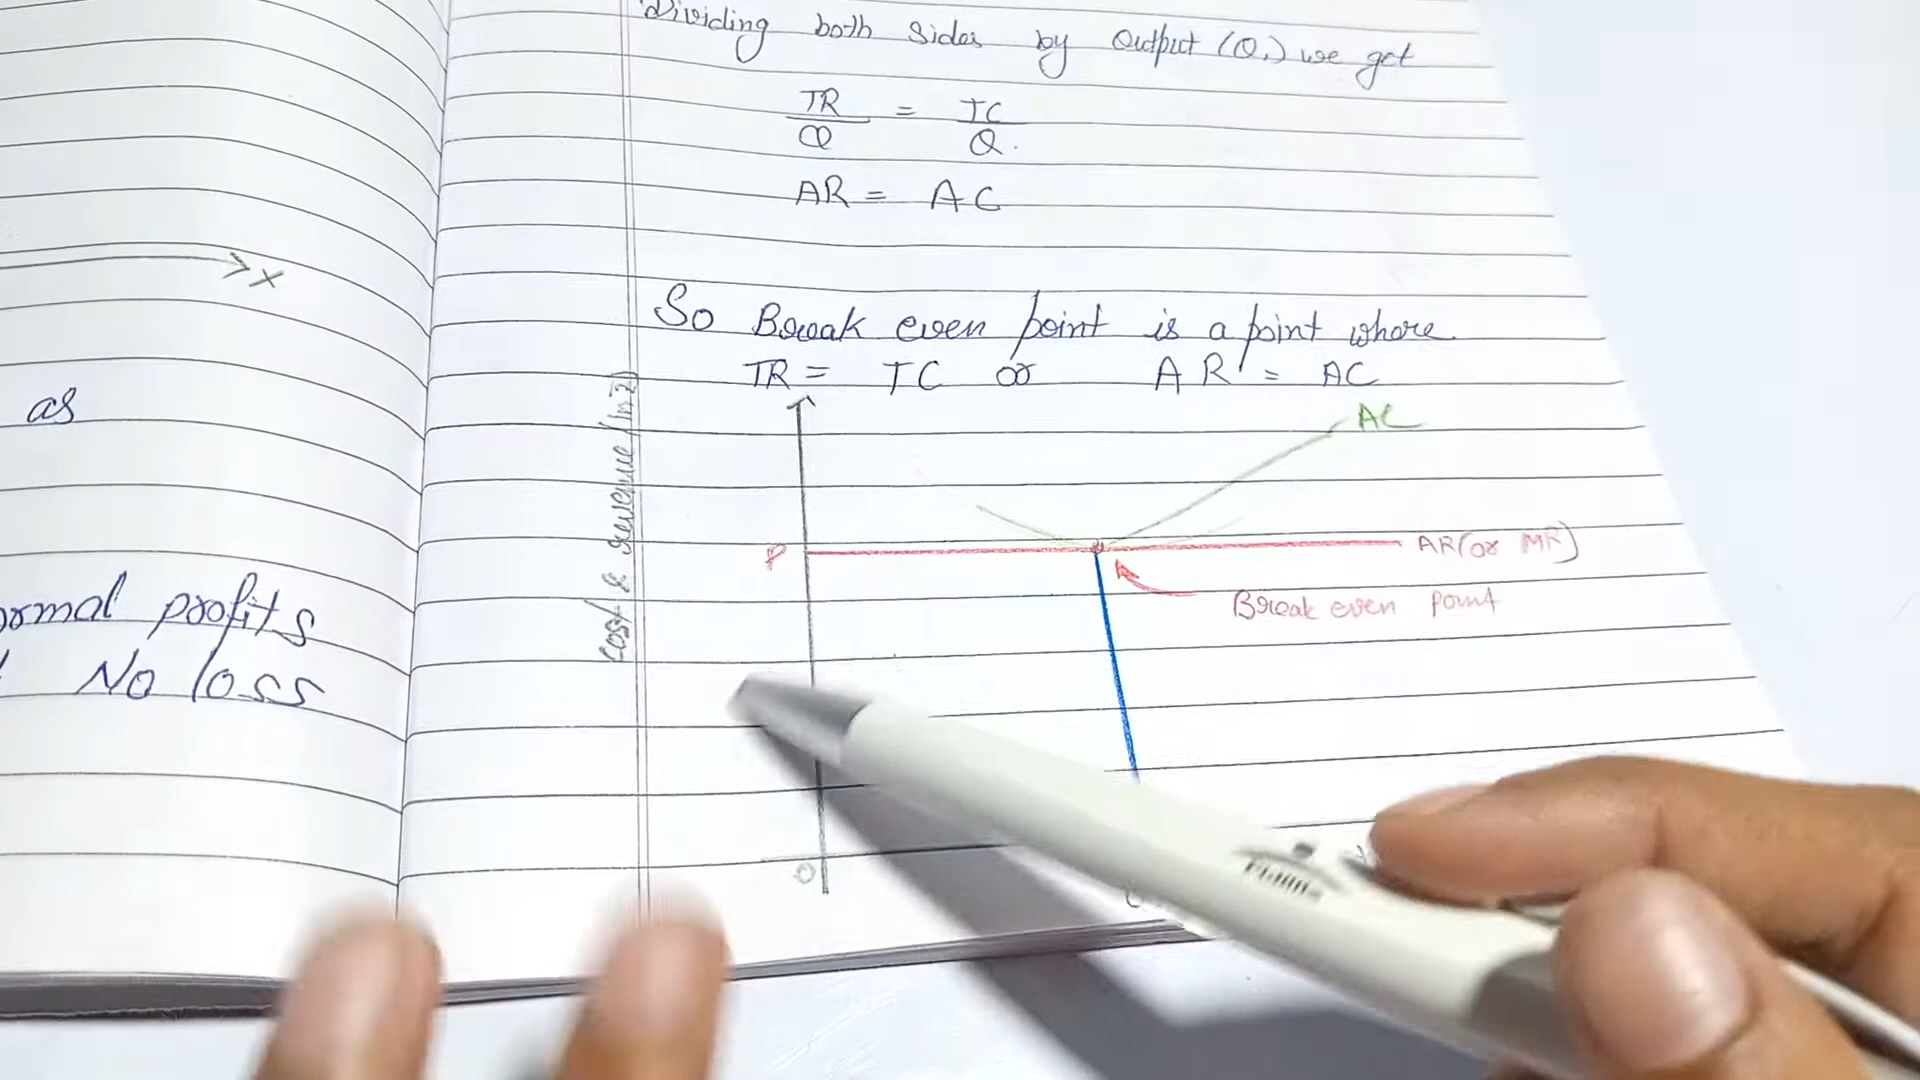 as
ormal profits
No loss
X
Dividing both sides by output (Q) we get
TR = TC
Q Q.
AR = AC
So Break even point is a point where
TR = TC or AR = AC
cost & revenue (in ₹)
AC
P
AR (or MR)
Break even point
O